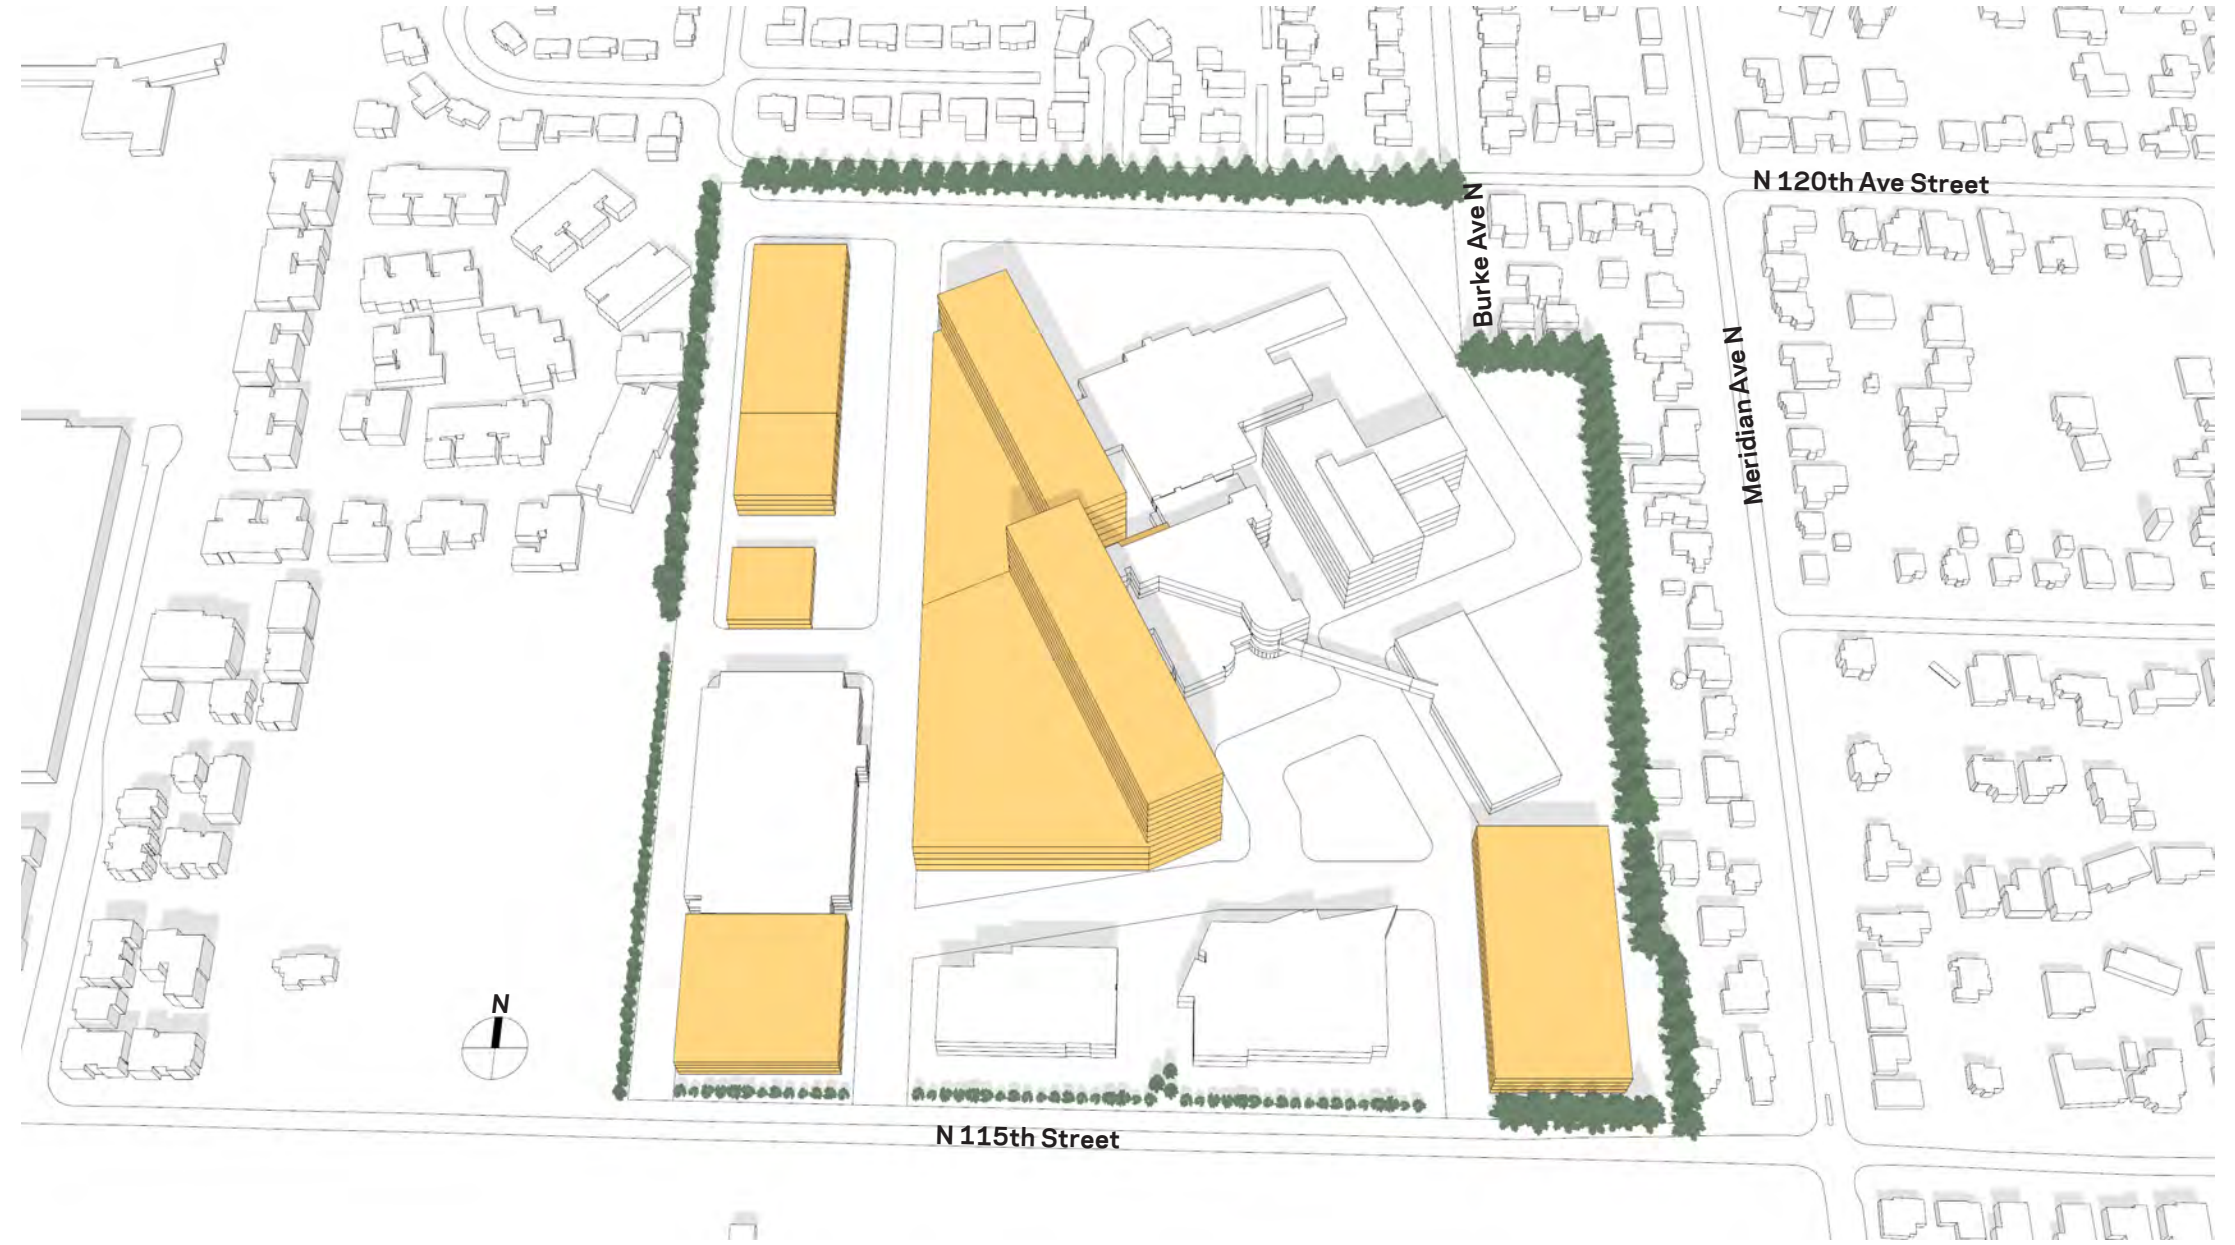 N 120th Ave Street
Burke Ave N
Meridian Ave N
N
N 115th Street